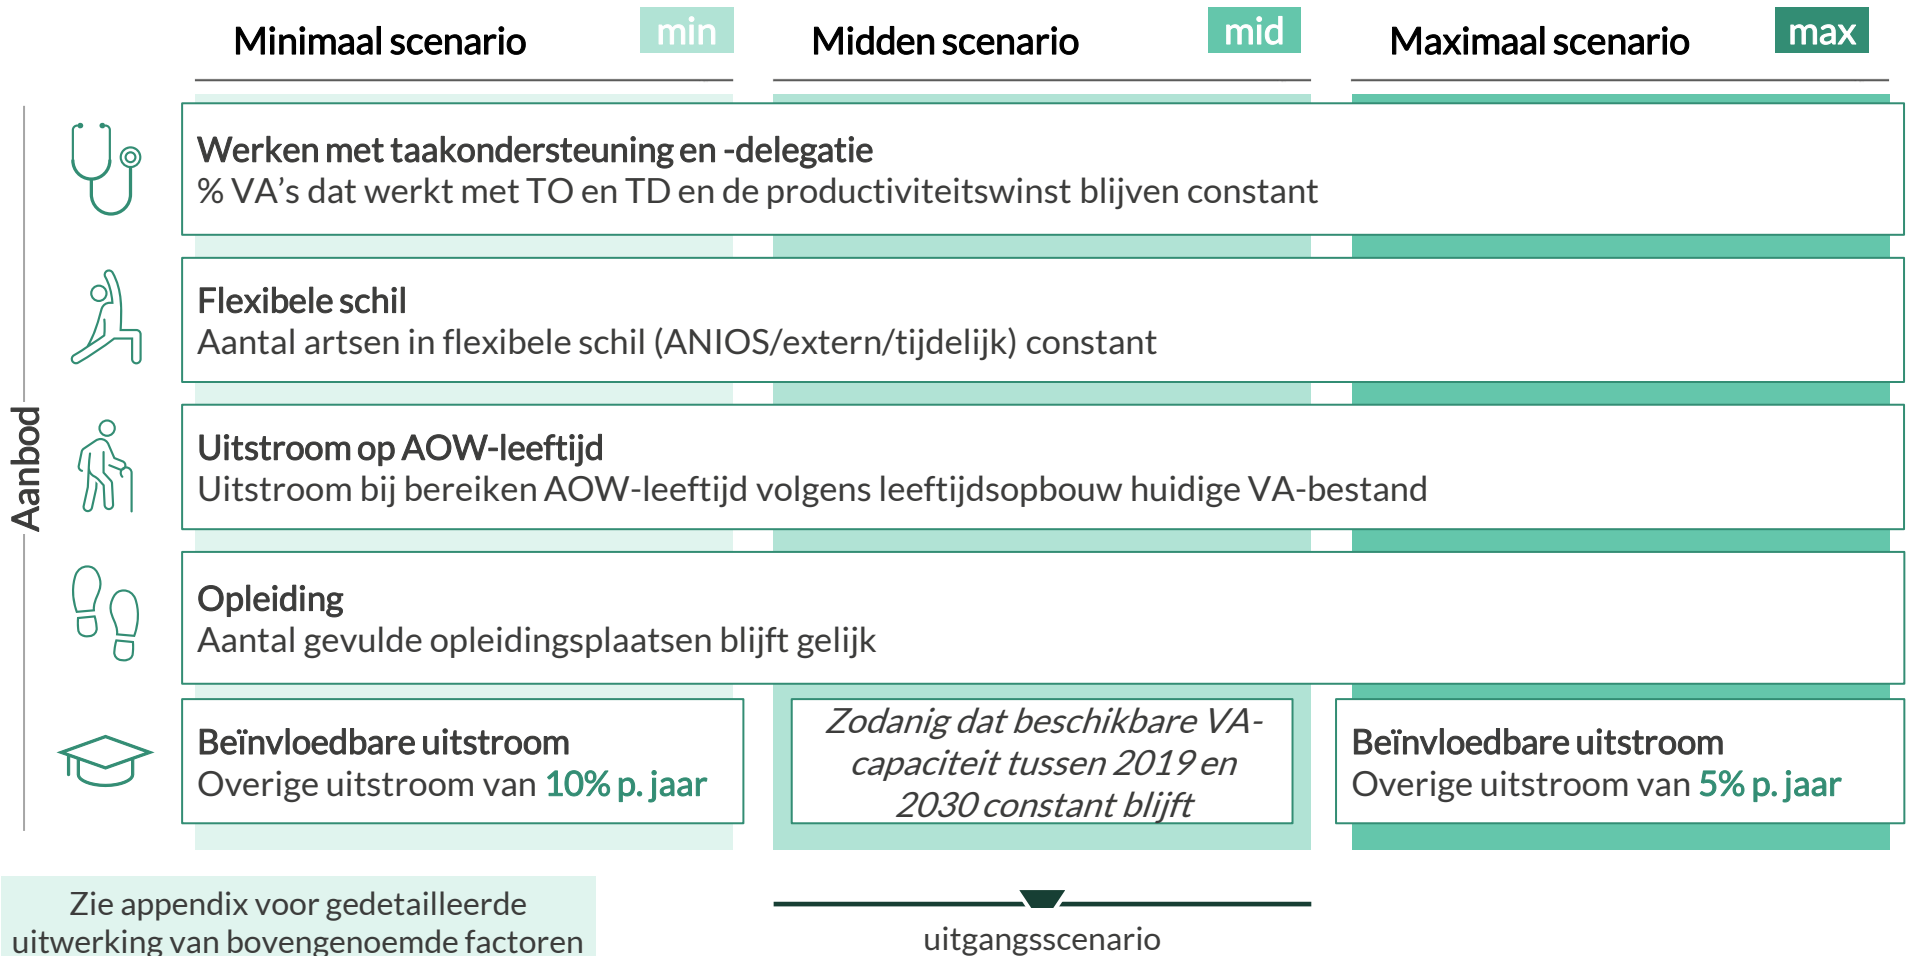 Minimaal scenario
min
Midden scenario
mid
Maximaal scenario
max
Aanbod
Werken met taakondersteuning en -delegatie
% VA’s dat werkt met TO en TD en de productiviteitswinst blijven constant
Flexibele schil
Aantal artsen in flexibele schil (ANIOS/extern/tijdelijk) constant
Uitstroom op AOW-leeftijd
Uitstroom bij bereiken AOW-leeftijd volgens leeftijdsopbouw huidige VA-bestand
Opleiding
Aantal gevulde opleidingsplaatsen blijft gelijk
Beïnvloedbare uitstroom
Overige uitstroom van 10% p. jaar
Zodanig dat beschikbare VA-
capaciteit tussen 2019 en
2030 constant blijft
Beïnvloedbare uitstroom
Overige uitstroom van 5% p. jaar
Zie appendix voor gedetailleerde
uitwerking van bovengenoemde factoren
uitgangsscenario